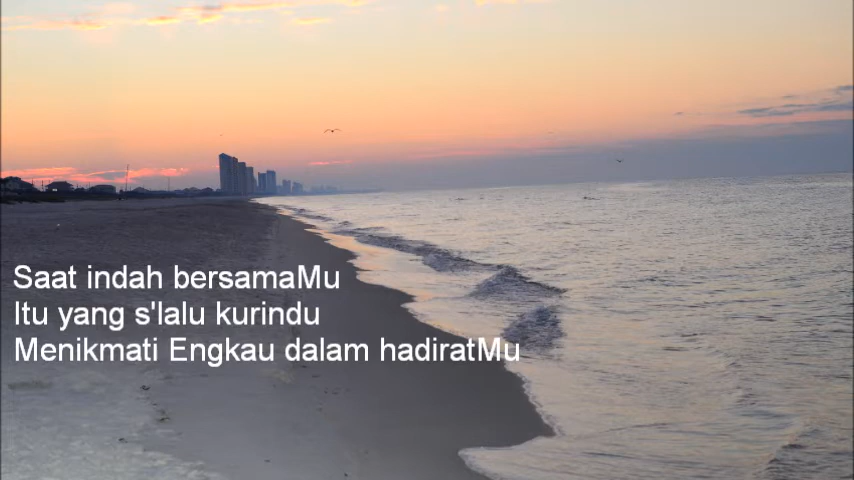 Saat indah bersamaMu
Itu yang s'lalu kurindu
Menikmati Engkau dalam hadiratMu